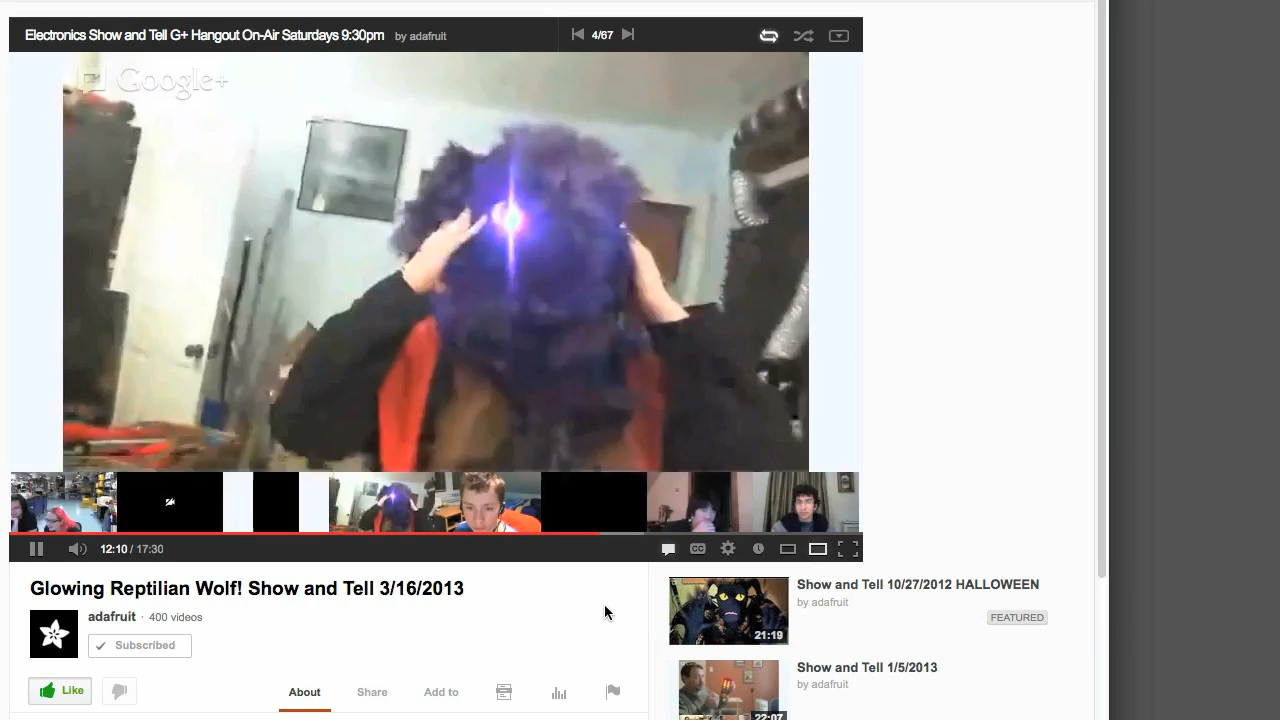 Electronics Show and Tell G+ Hangout On-Air Saturdays 9:30pm by adafruit 4/67
Google+
12:10 / 17:30
CC
Glowing Reptilian Wolf! Show and Tell 3/16/2013
adafruit · 400 videos
Subscribed
Like
About Share Add to
Show and Tell 10/27/2012 HALLOWEEN
by adafruit
FEATURED
21:19
Show and Tell 1/5/2013
by adafruit
22:07